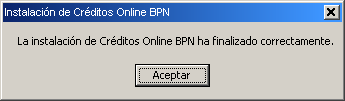 Instalación de Créditos Online BPN
La instalación de Créditos Online BPN ha finalizado correctamente.
Aceptar